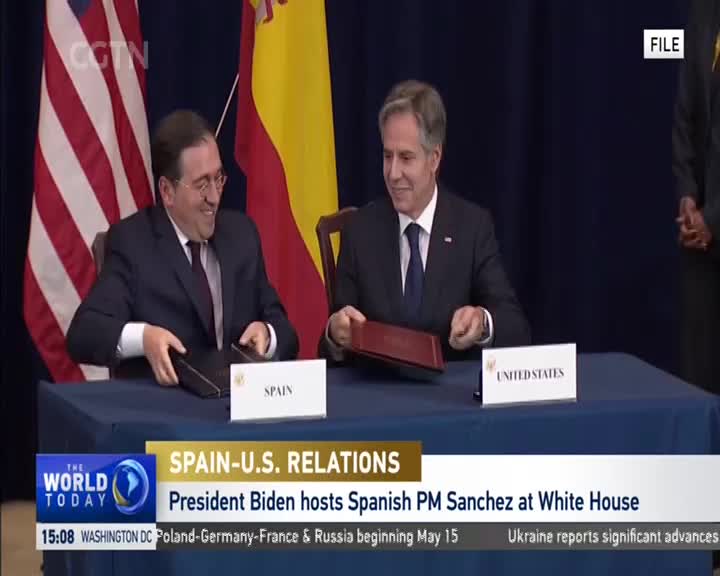 CGTN
FILE
SPAIN
UNITED STATES
SPAIN-U.S. RELATIONS
THE
WORLD
TODAY
President Biden hosts Spanish PM Sanchez at White House
15:08 WASHINGTON DC
Poland-Germany-France & Russia beginning May 15 Ukraine reports significant advances